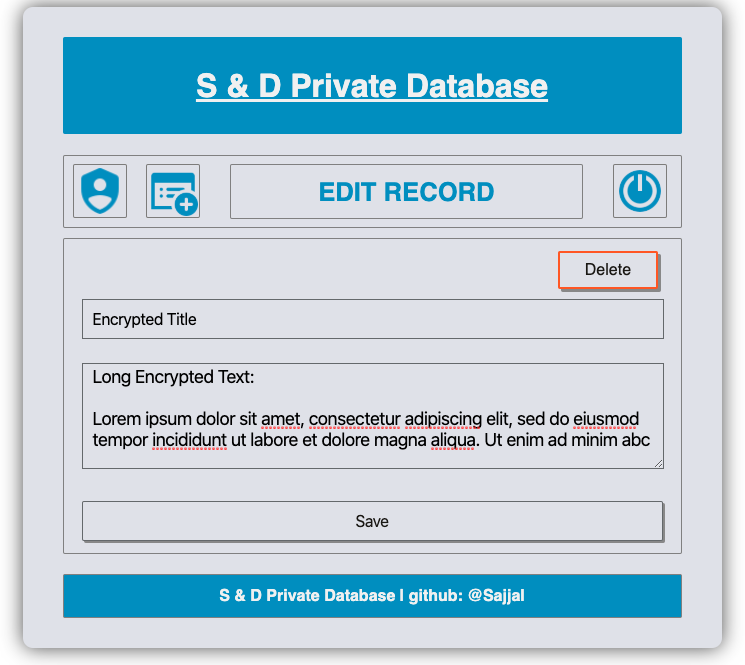 S & D Private Database
EDIT RECORD
Delete
Encrypted Title
Long Encrypted Text:
Lorem ipsum dolor sit amet, consectetur adipiscing elit, sed do eiusmod
tempor incididunt ut labore et dolore magna aliqua. Ut enim ad minim abc
Save
S & D Private Database | github: @Sajjal